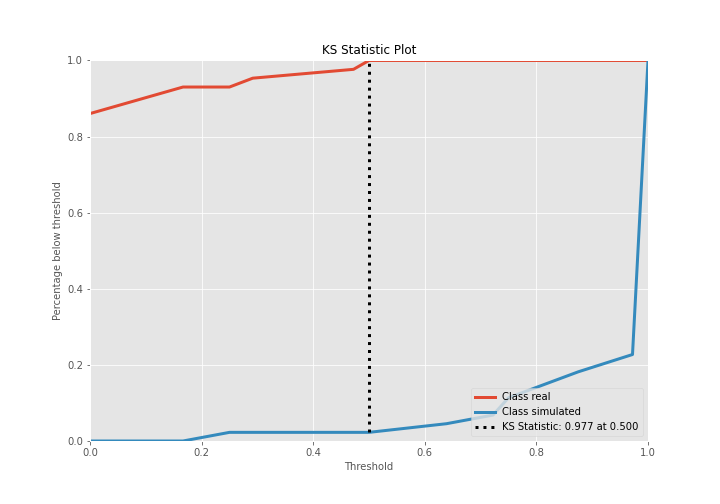 KS Statistic Plot
Percentage below threshold
1.0
0.8
0.6
0.4
0.2
0.0
Class real
Class simulated
KS Statistic: 0.977 at 0.500
0.0 0.2 0.4 0.6 0.8 1.0
Threshold